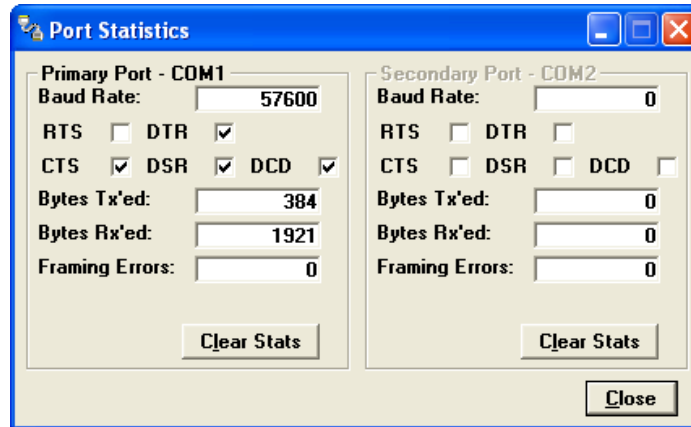 Port Statistics
Primary Port - COM1
Baud Rate: 57600
RTS DTR
CTS DSR DCD
Bytes Tx'ed: 384
Bytes Rx'ed: 1921
Framing Errors: 0
Clear Stats
Secondary Port - COM2
Baud Rate: 0
RTS DTR
CTS DSR DCD
Bytes Tx'ed: 0
Bytes Rx'ed: 0
Framing Errors: 0
Clear Stats
Close